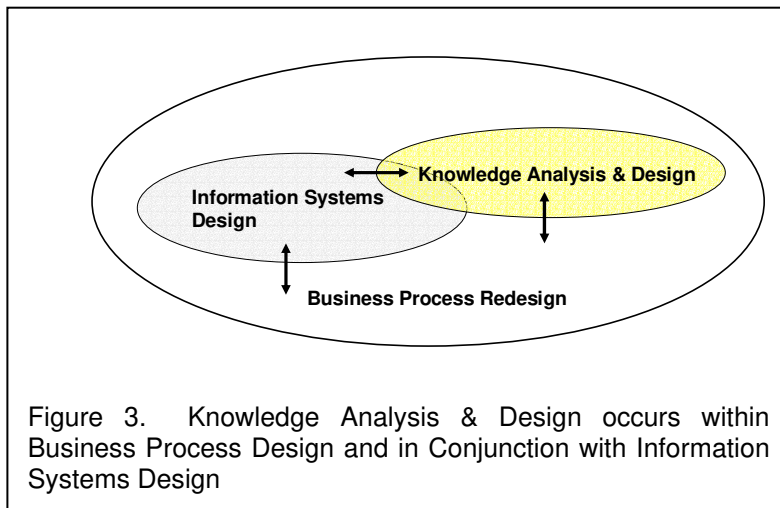 Knowledge Analysis & Design
Information Systems
Design
Business Process Redesign
Figure 3. Knowledge Analysis & Design occurs within
Business Process Design and in Conjunction with Information
Systems Design